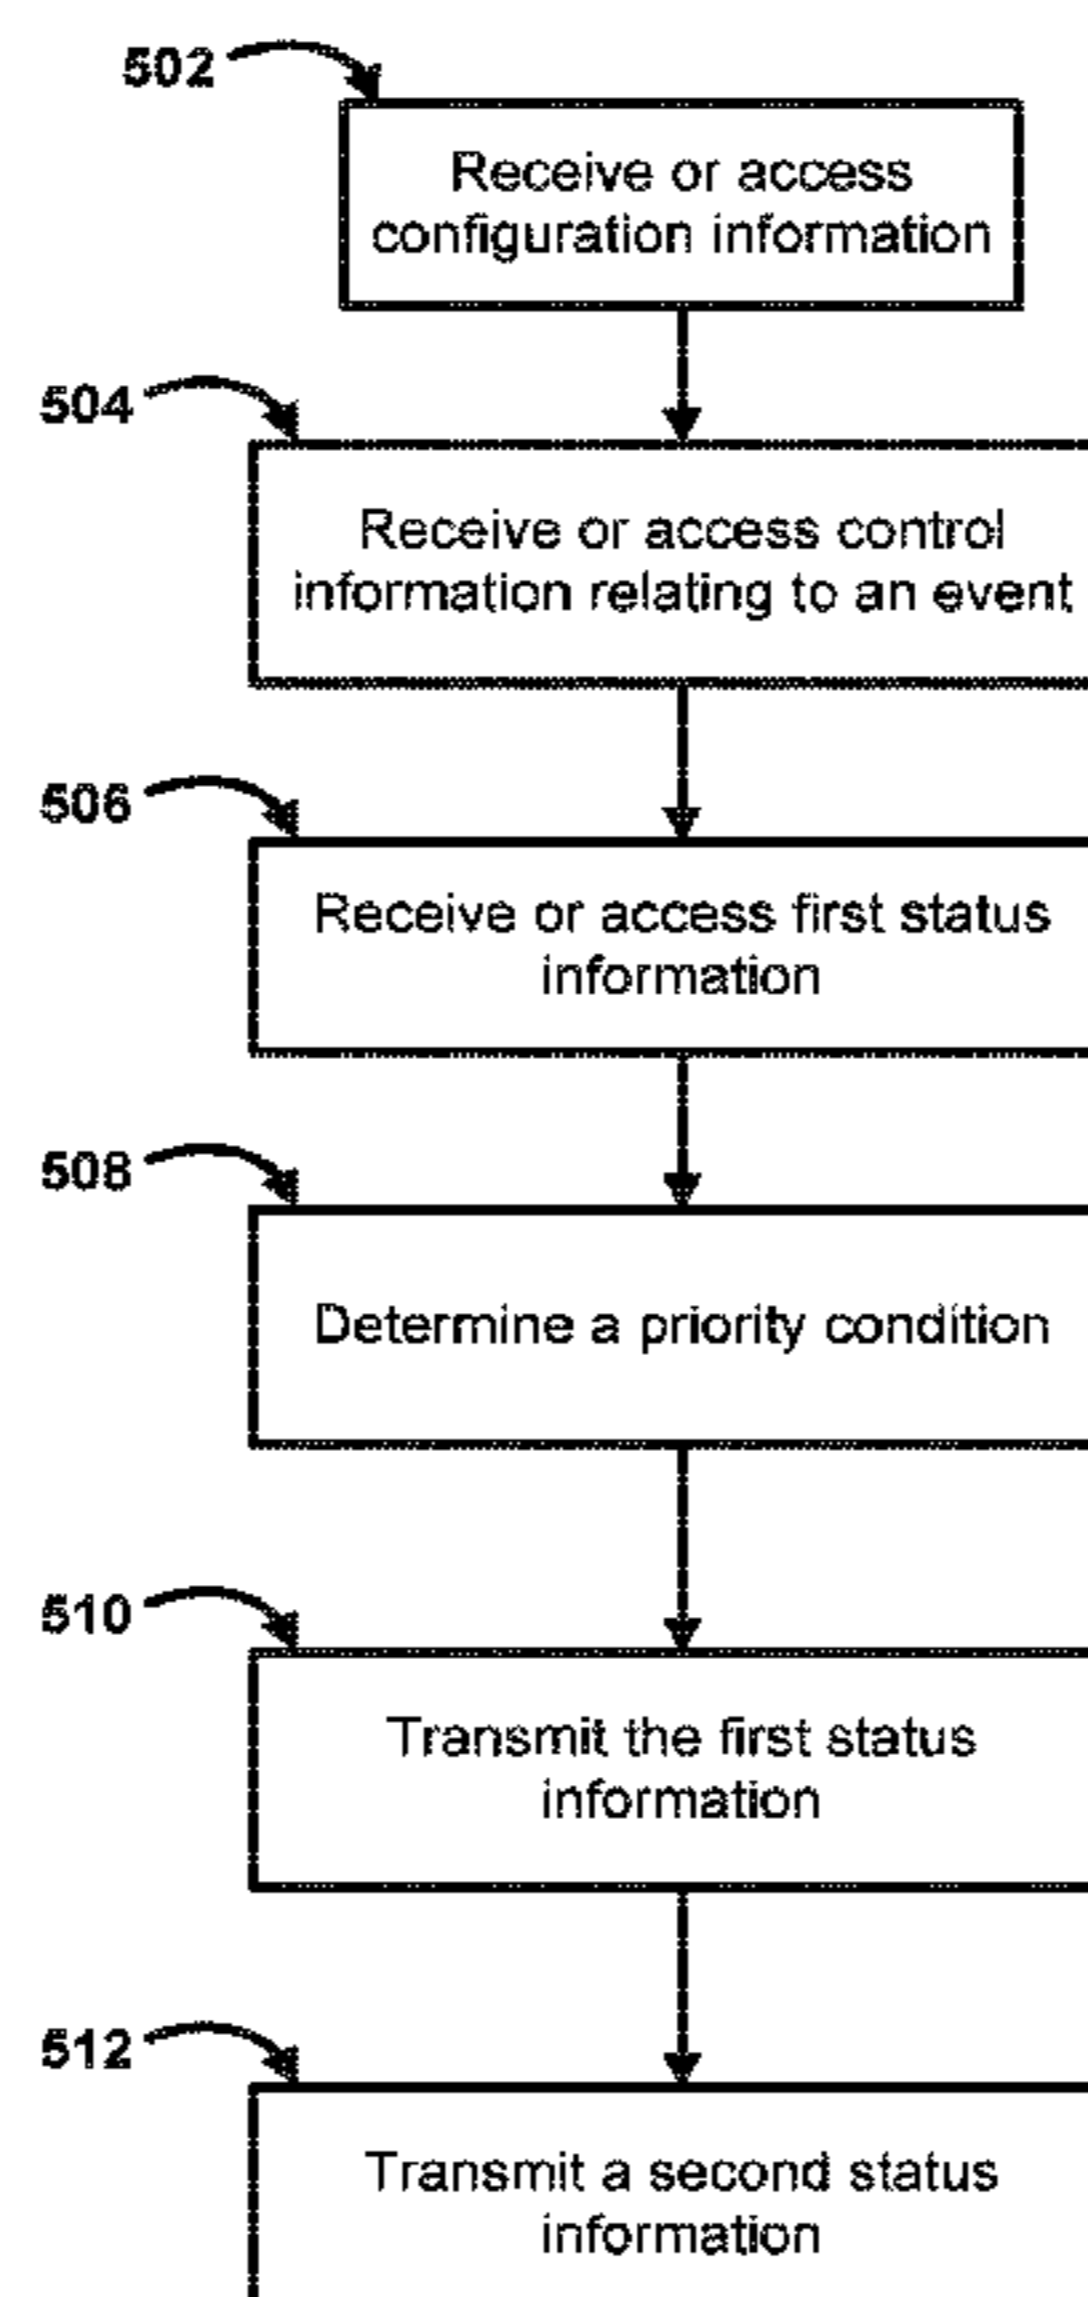 502
Receive or access
configuration information
504
Receive or access control
information relating to an event
506
Receive or access first status
information
508
Determine a priority condition
510
Transmit the first status
information
512
Transmit a second status
information